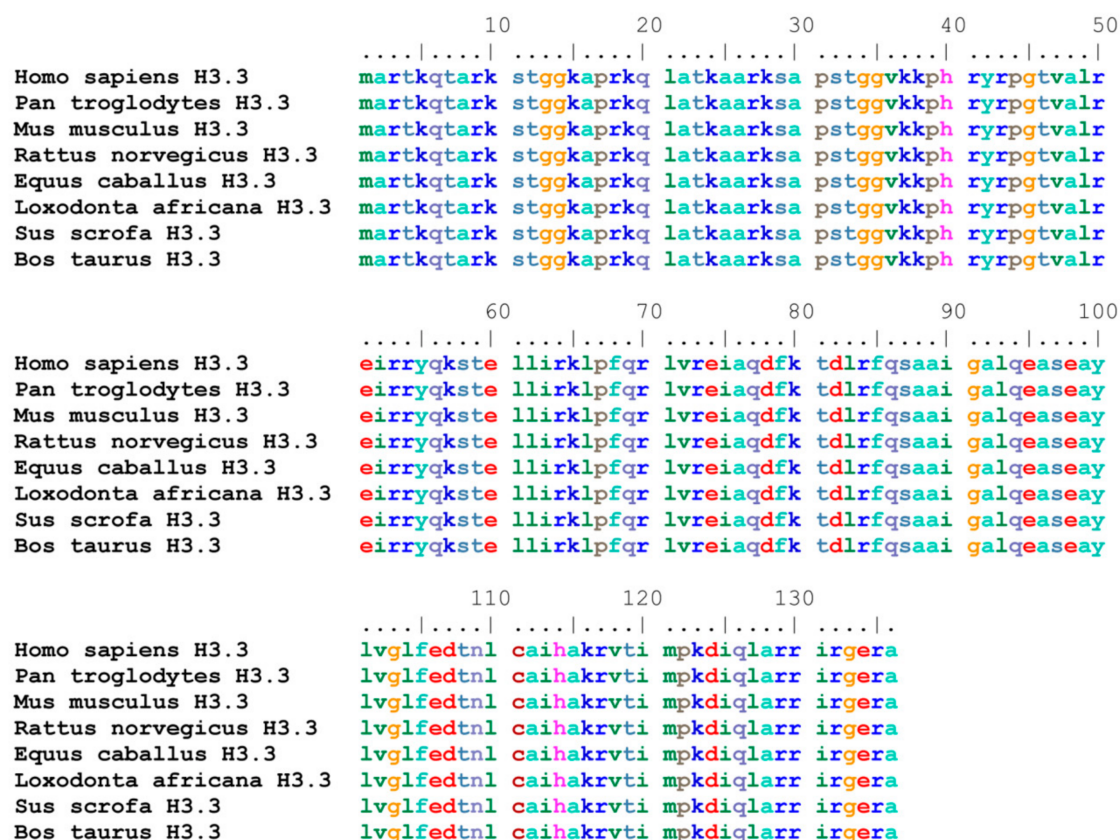 10 20 30 40 50
Homo sapiens H3.3 martkqtark stggkaprkq latkaarksa pstggvkkph ryrpgtvalr
Pan troglodytes H3.3 martkqtark stggkaprkq latkaarksa pstggvkkph ryrpgtvalr
Mus musculus H3.3 martkqtark stggkaprkq latkaarksa pstggvkkph ryrpgtvalr
Rattus norvegicus H3.3 martkqtark stggkaprkq latkaarksa pstggvkkph ryrpgtvalr
Equus caballus H3.3 martkqtark stggkaprkq latkaarksa pstggvkkph ryrpgtvalr
Loxodonta africana H3.3 martkqtark stggkaprkq latkaarksa pstggvkkph ryrpgtvalr
Sus scrofa H3.3 martkqtark stggkaprkq latkaarksa pstggvkkph ryrpgtvalr
Bos taurus H3.3 martkqtark stggkaprkq latkaarksa pstggvkkph ryrpgtvalr
60 70 80 90 100
Homo sapiens H3.3 eirryqkste llirklpfqr lvreiaqdfk tdlrfqsaai galqeaseay
Pan troglodytes H3.3 eirryqkste llirklpfqr lvreiaqdfk tdlrfqsaai galqeaseay
Mus musculus H3.3 eirryqkste llirklpfqr lvreiaqdfk tdlrfqsaai galqeaseay
Rattus norvegicus H3.3 eirryqkste llirklpfqr lvreiaqdfk tdlrfqsaai galqeaseay
Equus caballus H3.3 eirryqkste llirklpfqr lvreiaqdfk tdlrfqsaai galqeaseay
Loxodonta africana H3.3 eirryqkste llirklpfqr lvreiaqdfk tdlrfqsaai galqeaseay
Sus scrofa H3.3 eirryqkste llirklpfqr lvreiaqdfk tdlrfqsaai galqeaseay
Bos taurus H3.3 eirryqkste llirklpfqr lvreiaqdfk tdlrfqsaai galqeaseay
110 120 130
Homo sapiens H3.3 lvglfedtnl caihakrvti mpkdiqlarr irgera
Pan troglodytes H3.3 lvglfedtnl caihakrvti mpkdiqlarr irgera
Mus musculus H3.3 lvglfedtnl caihakrvti mpkdiqlarr irgera
Rattus norvegicus H3.3 lvglfedtnl caihakrvti mpkdiqlarr irgera
Equus caballus H3.3 lvglfedtnl caihakrvti mpkdiqlarr irgera
Loxodonta africana H3.3 lvglfedtnl caihakrvti mpkdiqlarr irgera
Sus scrofa H3.3 lvglfedtnl caihakrvti mpkdiqlarr irgera
Bos taurus H3.3 lvglfedtnl caihakrvti mpkdiqlarr irgera